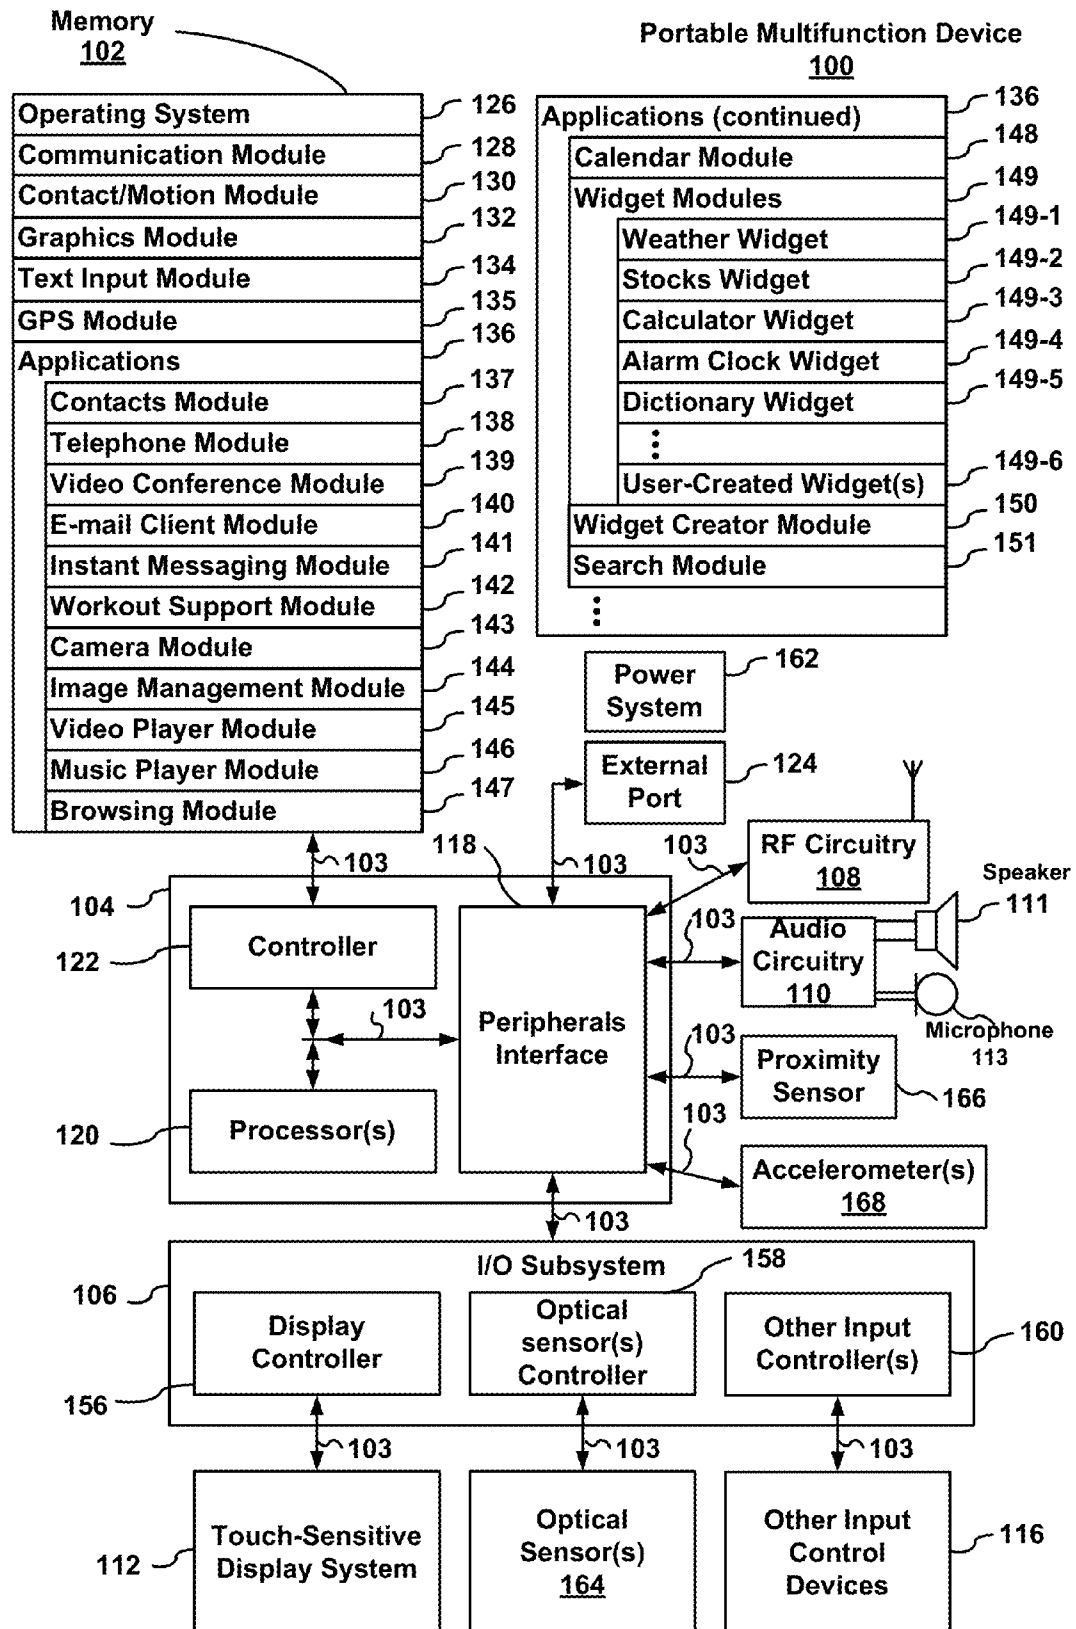 Memory
102
Operating System
126
Communication Module
128
Contact/Motion Module
130
Graphics Module
132
Text Input Module
134
GPS Module
135
Applications
136
Contacts Module
137
Telephone Module
138
Video Conference Module
139
E-mail Client Module
140
Instant Messaging Module
141
Workout Support Module
142
Camera Module
143
Image Management Module
144
Video Player Module
145
Music Player Module
146
Browsing Module
147
Portable Multifunction Device
100
Applications (continued)
136
Calendar Module
148
Widget Modules
149
Weather Widget
149-1
Stocks Widget
149-2
Calculator Widget
149-3
Alarm Clock Widget
149-4
Dictionary Widget
149-5
User-Created Widget(s)
149-6
Widget Creator Module
150
Search Module
151
Power
System
162
External
Port
124
103
118
103
103
RF Circuitry
108
Speaker
111
104
Controller
122
103
Audio
Circuitry
110
103
Peripherals
Interface
Microphone
113
103
Proximity
Sensor
166
Processor(s)
120
103
Accelerometer(s)
168
103
I/O Subsystem
106
158
Display
Controller
156
Optical
sensor(s)
Controller
Other Input
Controller(s)
160
103
103
103
Touch-Sensitive
Display System
112
Optical
Sensor(s)
164
Other Input
Control
Devices
116